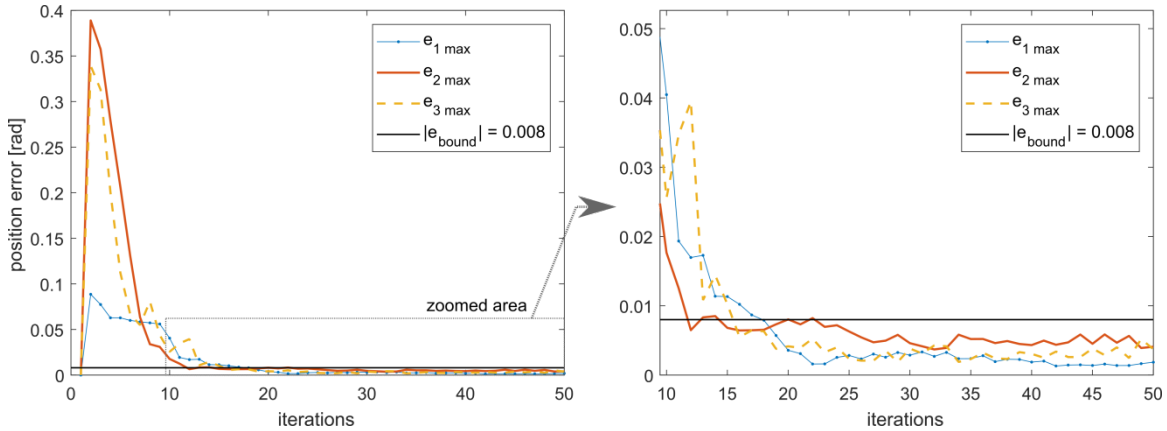 0.4
0.35
0.3
0.25
0.2
0.15
0.1
0.05
0
position error [rad]
0 10 20 30 40 50
iterations
e1 max
e2 max
e3 max
|ebound| = 0.008
zoomed area
0.05
0.04
0.03
0.02
0.01
0
10 15 20 25 30 35 40 45 50
iterations
e1 max
e2 max
e3 max
|ebound| = 0.008